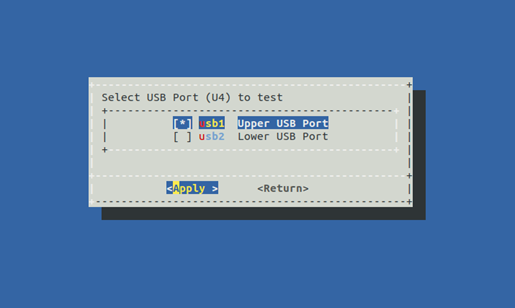 Select USB Port (U4) to test
[*] usb1 Upper USB Port
[ ] usb2 Lower USB Port
<Apply > <Return>